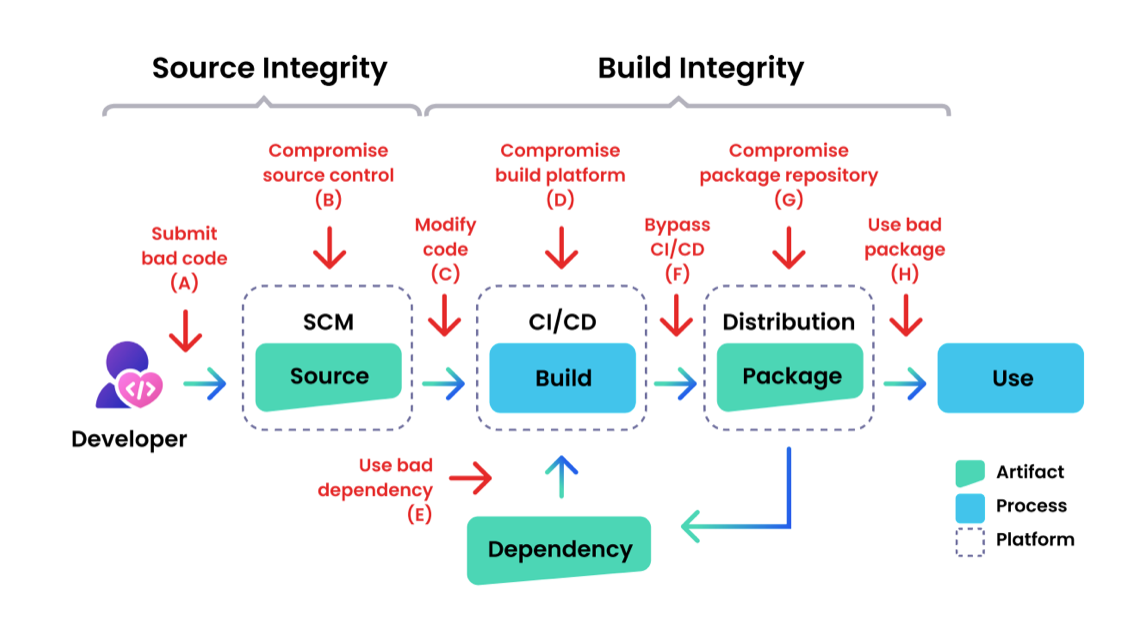 Source Integrity
Build Integrity
Compromise
source control
(B)
Compromise
build platform
(D)
Compromise
package repository
(G)
Submit
bad code
(A)
Modify
code
(C)
Bypass
CI/CD
(F)
Use bad
package
(H)
SCM
CI/CD
Distribution
</>
Source
Build
Package
Use
Developer
Use bad
dependency
(E)
Dependency
Artifact
Process
Platform